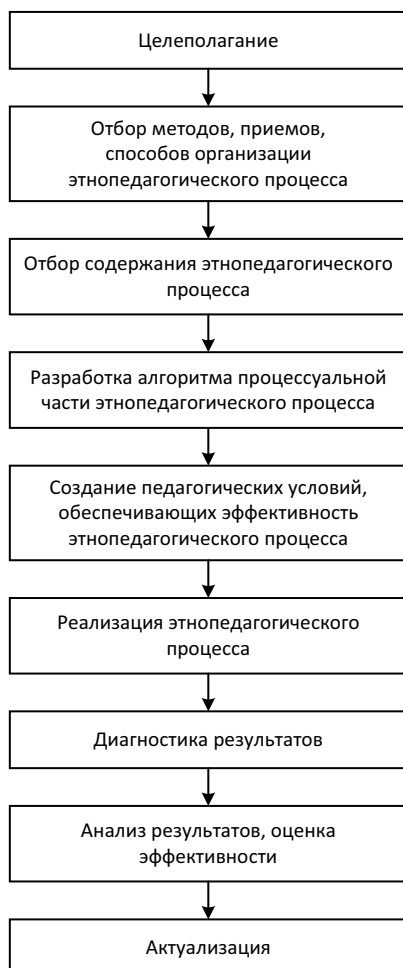 Целеполагание
Отбор методов, приемов,
способов организации
этнопедагогического процесса
Отбор содержания этнопедагогического
процесса
Разработка алгоритма процессуальной
части этнопедагогического процесса
Создание педагогических условий,
обеспечивающих эффективность
этнопедагогического процесса
Реализация этнопедагогического
процесса
Диагностика результатов
Анализ результатов, оценка
эффективности
Актуализация